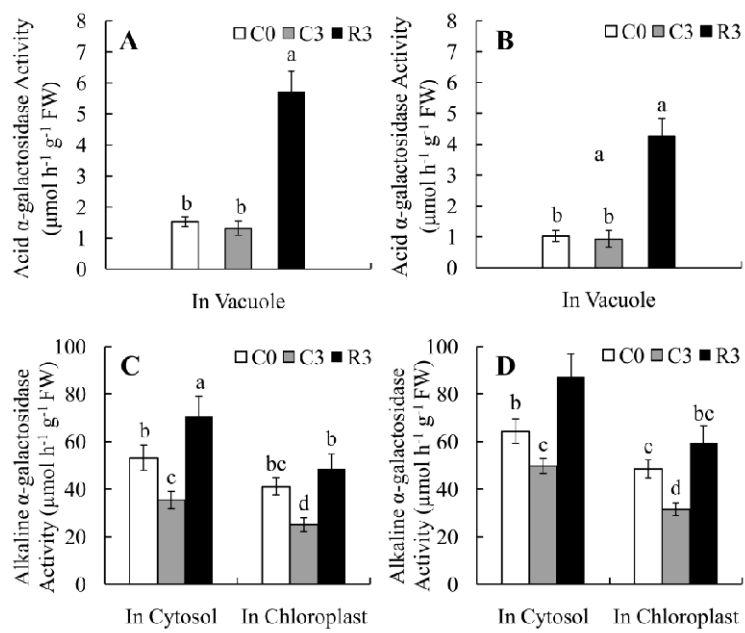 A
C0 C3 R3
Acid α-galactosidase Activity
(μmol h⁻¹ g⁻¹ FW)
8
7
6
5
4
3
2
1
0
b
b
a
In Vacuole
B
C0 C3 R3
Acid α-galactosidase Activity
(μmol h⁻¹ g⁻¹ FW)
8
7
6
5
4
3
2
1
0
a
b
b
a
In Vacuole
C
C0 C3 R3
Alkaline α-galactosidase
Activity (μmol h⁻¹ g⁻¹ FW)
100
80
60
40
20
0
b
c
a
bc
d
b
In Cytosol In Chloroplast
D
C0 C3 R3
Alkaline α-galactosidase
Activity (μmol h⁻¹ g⁻¹ FW)
100
80
60
40
20
0
b
c
c
d
bc
In Cytosol In Chloroplast